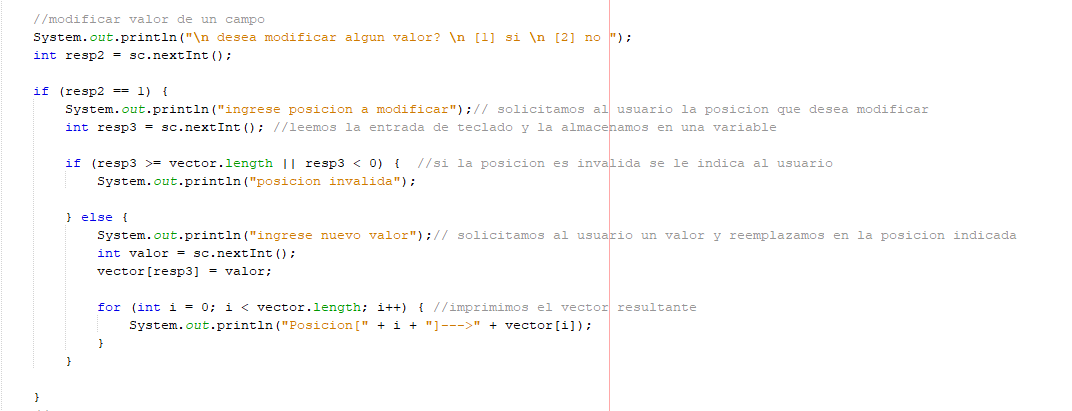 //modificar valor de un campo
System.out.println("\n desea modificar algun valor? \n [1] si \n [2] no ");
int resp2 = sc.nextInt();
if (resp2 == 1) {
System.out.println("ingrese posicion a modificar");// solicitamos al usuario la posicion que desea modificar
int resp3 = sc.nextInt(); //leemos la entrada de teclado y la almacenamos en una variable
if (resp3 >= vector.length || resp3 < 0) {  //si la posicion es invalida se le indica al usuario
System.out.println("posicion invalida");
} else {
System.out.println("ingrese nuevo valor");// solicitamos al usuario un valor y reemplazamos en la posicion indicada
int valor = sc.nextInt();
vector[resp3] = valor;
for (int i = 0; i < vector.length; i++) { //imprimimos el vector resultante
System.out.println("Posicion[" + i + "]--->" + vector[i]);
}
}
}